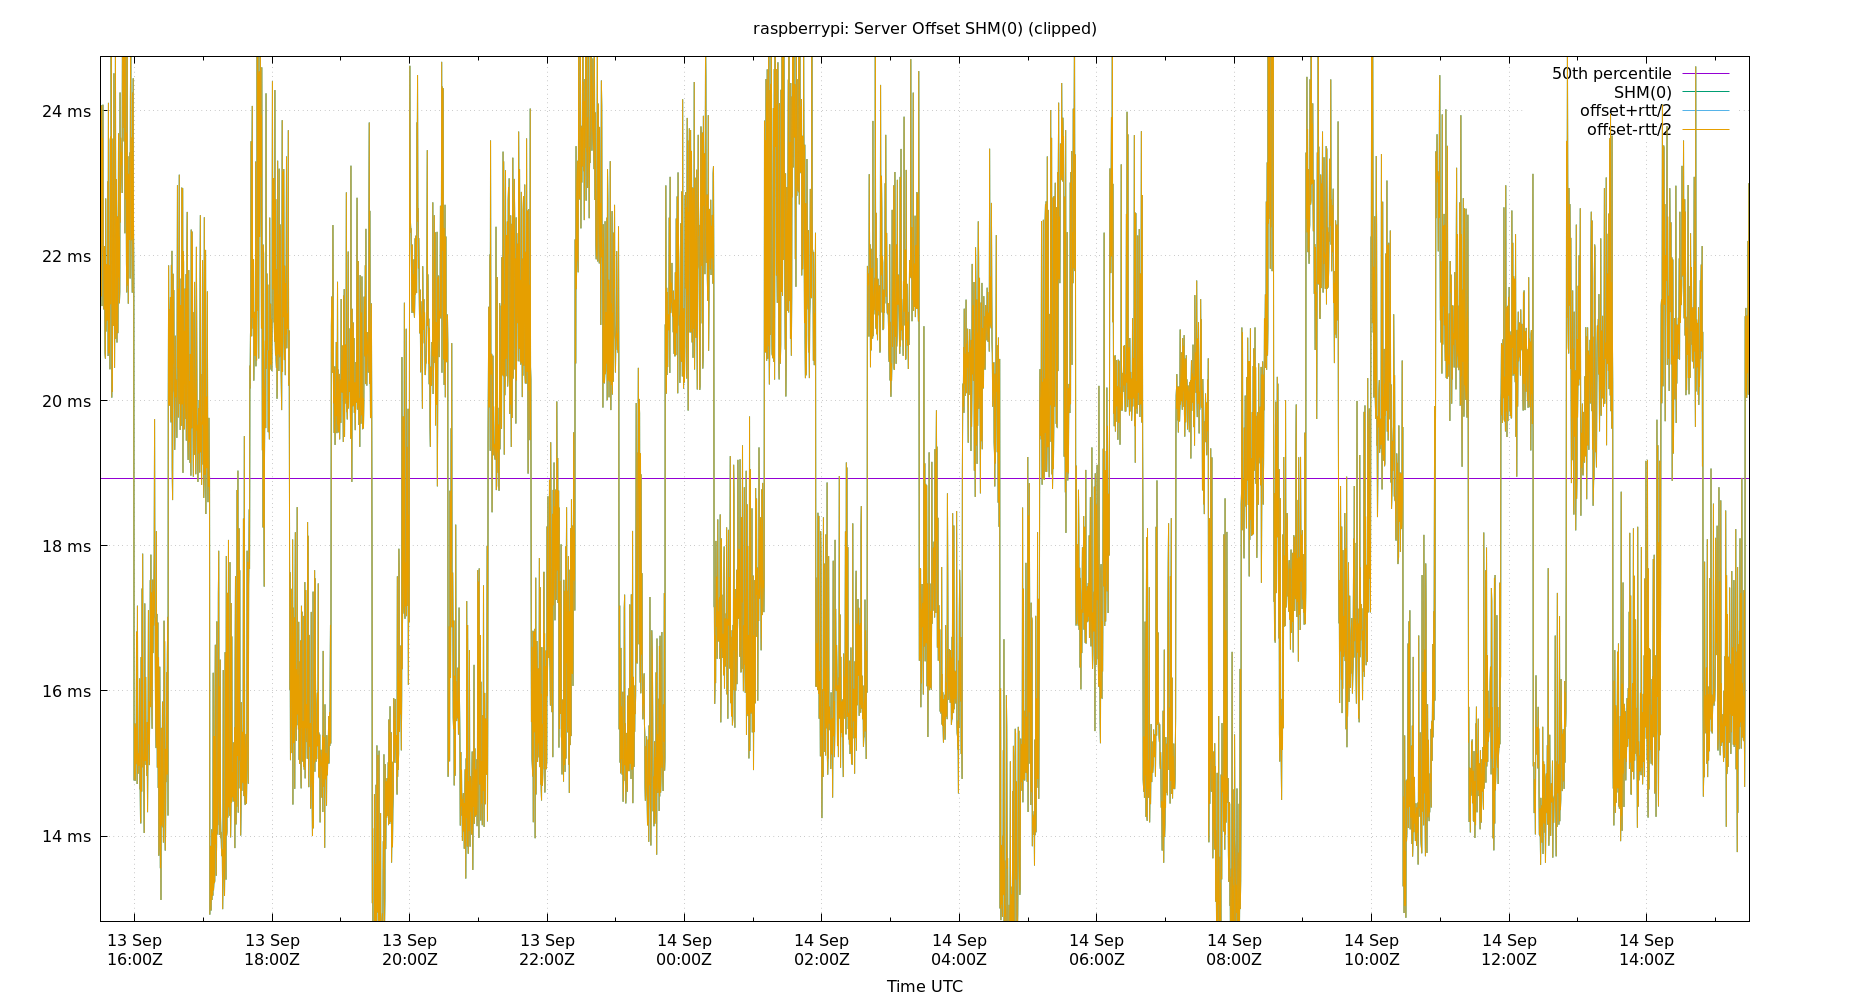 raspberrypi: Server Offset SHM(0) (clipped)
50th percentile
SHM(0)
offset+rtt/2
offset-rtt/2
24 ms
22 ms
20 ms
18 ms
16 ms
14 ms
13 Sep 13 Sep 13 Sep 13 Sep 14 Sep 14 Sep 14 Sep 14 Sep 14 Sep 14 Sep 14 Sep 14 Sep
16:00Z 18:00Z 20:00Z 22:00Z 00:00Z 02:00Z 04:00Z 06:00Z 08:00Z 10:00Z 12:00Z 14:00Z
Time UTC